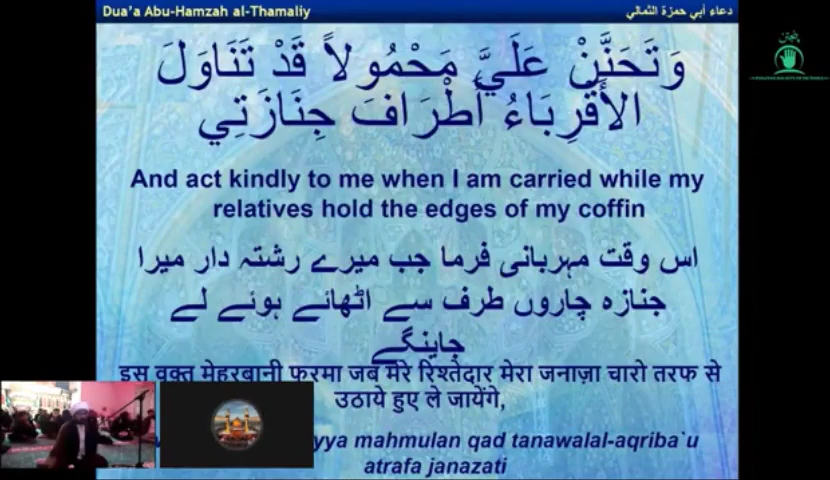 Dua'a Abu-Hamzah al-Thamaliy
دعاء أبي حمزة الثمالي
وَتَحَنَّنْ عَلَيَّ مَحْمُولاً قَدْ تَنَاوَلَ
الأَقْرِبَاءُ أَطْرَافَ جِنَازَتِي
And act kindly to me when I am carried while my
relatives hold the edges of my coffin
اس وقت مہربانی فرما جب میرے رشتہ دار میرا
جنازہ چاروں طرف سے اٹھائے ہوئے لے
جاینگے
इस वक़्त मेहरबानी फ़रमा जब मेरे रिश्तेदार मेरा जनाज़ा चारो तरफ से
उठाये हुए ले जायेंगे,
yya mahmulan qad tanawalal-aqriba`u
atrafa janazati